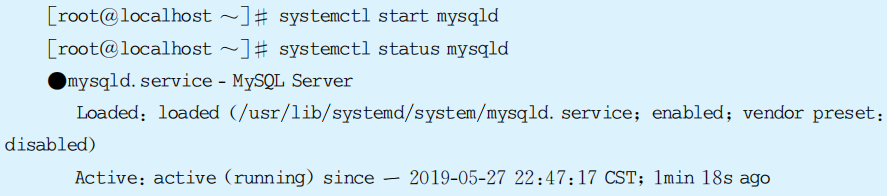 [root@localhost ～]# systemctl start mysqld
[root@localhost ～]# systemctl status mysqld
●mysqld.service - MySQL Server
Loaded: loaded (/usr/lib/systemd/system/mysqld.service; enabled; vendor preset:
disabled)
Active: active (running) since 一 2019-05-27 22:47:17 CST; 1min 18s ago